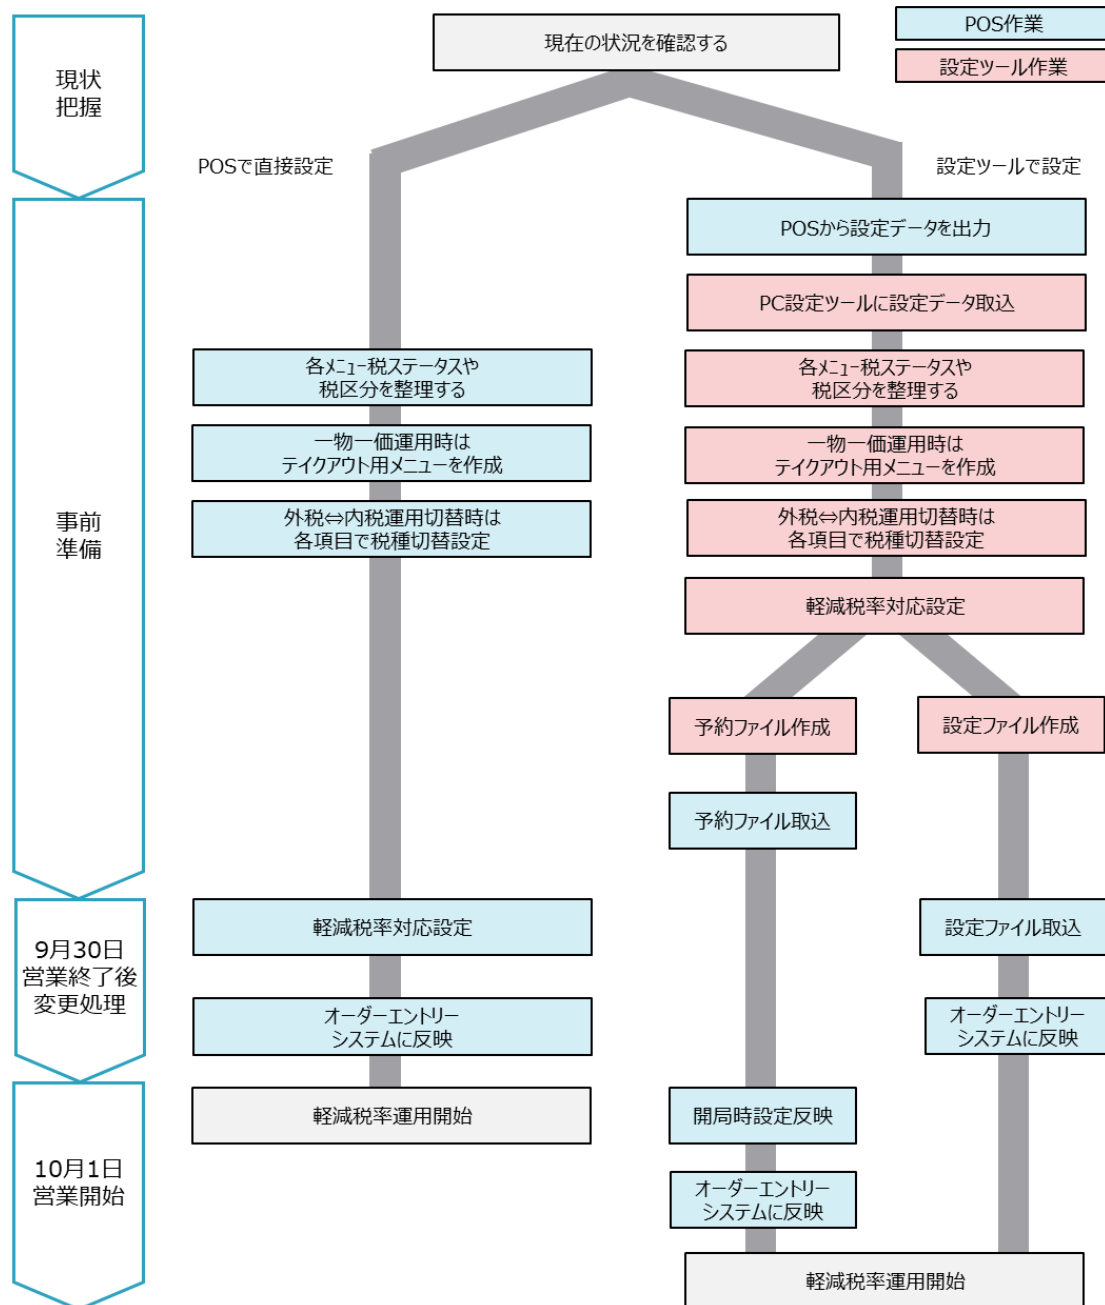 現在の状況を確認する
POS作業
設定ツール作業
現状
把握
POSで直接設定
設定ツールで設定
POSから設定データを出力
PC設定ツールに設定データ取込
各メニュー税ステータスや
税区分を整理する
各メニュー税ステータスや
税区分を整理する
一物一価運用時は
テイクアウト用メニューを作成
一物一価運用時は
テイクアウト用メニューを作成
外税⇔内税運用切替時は
各項目で税種切替設定
外税⇔内税運用切替時は
各項目で税種切替設定
事前
準備
軽減税率対応設定
予約ファイル作成
設定ファイル作成
予約ファイル取込
9月30日
営業終了後
変更処理
軽減税率対応設定
設定ファイル取込
オーダーエントリー
システムに反映
オーダーエントリー
システムに反映
10月1日
営業開始
軽減税率運用開始
開局時設定反映
オーダーエントリー
システムに反映
軽減税率運用開始